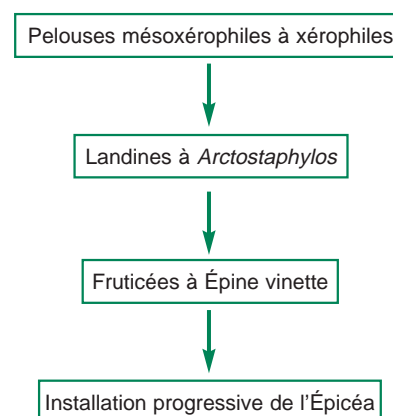 Pelouses mésoxérophiles à xérophiles
Landines à Arctostaphylos
Fruticées à Épine vinette
Installation progressive de l’Épicéa